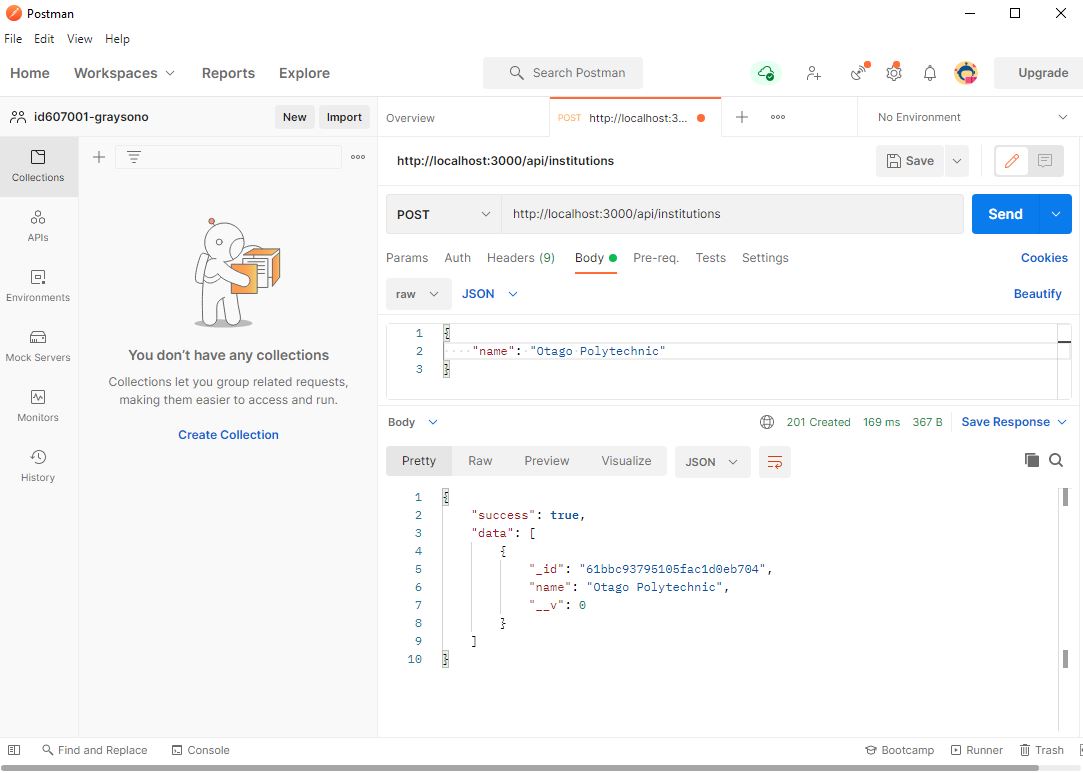 Postman
File Edit View Help
Home Workspaces Reports Explore Search Postman Upgrade
id607001-graysono New Import Overview POST http://localhost:3... No Environment
http://localhost:3000/api/institutions Save
Collections
APIs
Environments
Mock Servers
Monitors
History
You don't have any collections
Collections let you group related requests,
making them easier to access and run.
Create Collection
POST http://localhost:3000/api/institutions Send
Params Auth Headers (9) Body Pre-req. Tests Settings Cookies
raw JSON Beautify
1 {
2 "name": "Otago Polytechnic"
3 }
Body 201 Created 169 ms 367 B Save Response
Pretty Raw Preview Visualize JSON
1 {
2 "success": true,
3 "data": [
4 {
5 "_id": "61bbc93795105fac1d0eb704",
6 "name": "Otago Polytechnic",
7 "__v": 0
8 }
9 ]
10 }
Find and Replace Console Bootcamp Runner Trash